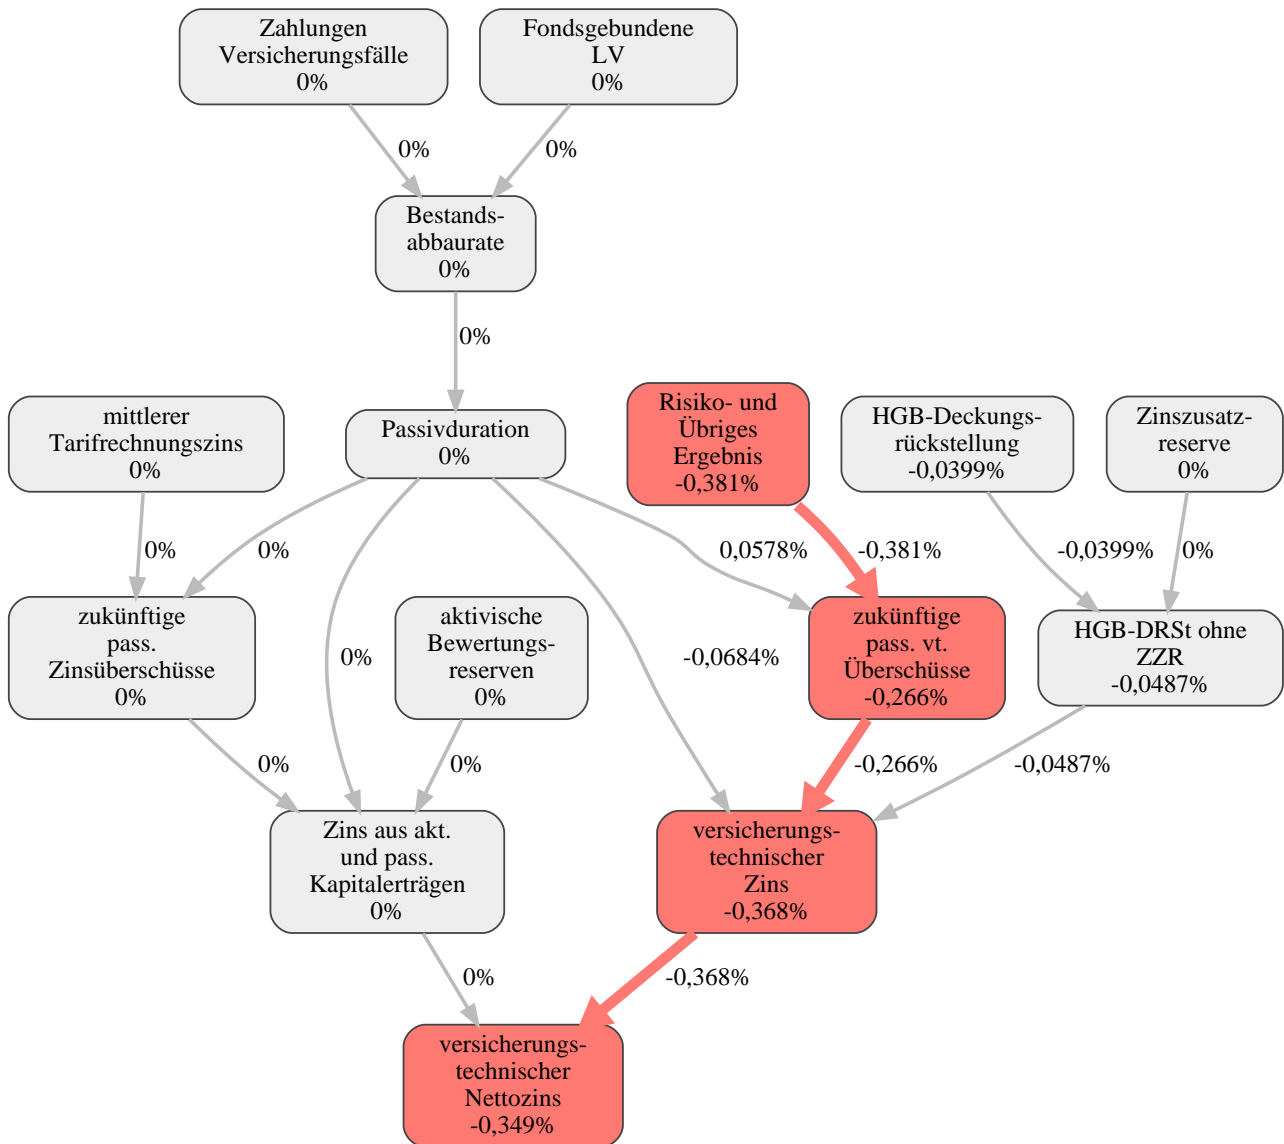 Zahlungen
Versicherungsfälle
0%
Fondsgebundene
LV
0%
0%
0%
Bestands-
abbaurate
0%
0%
mittlerer
Tarifrechnungszins
0%
Passivduration
0%
Risiko- und
Übriges
Ergebnis
-0,381%
HGB-Deckungs-
rückstellung
-0,0399%
Zinszusatz-
reserve
0%
0%
0%
0,0578%
-0,381%
-0,0399%
0%
zukünftige
pass.
Zinsüberschüsse
0%
0%
aktivische
Bewertungs-
reserven
0%
-0,0684%
zukünftige
pass. vt.
Überschüsse
-0,266%
HGB-DRSt ohne
ZZR
-0,0487%
0%
0%
-0,266%
-0,0487%
Zins aus akt.
und pass.
Kapitalerträgen
0%
versicherungs-
technischer
Zins
-0,368%
0%
-0,368%
versicherungs-
technischer
Nettozins
-0,349%